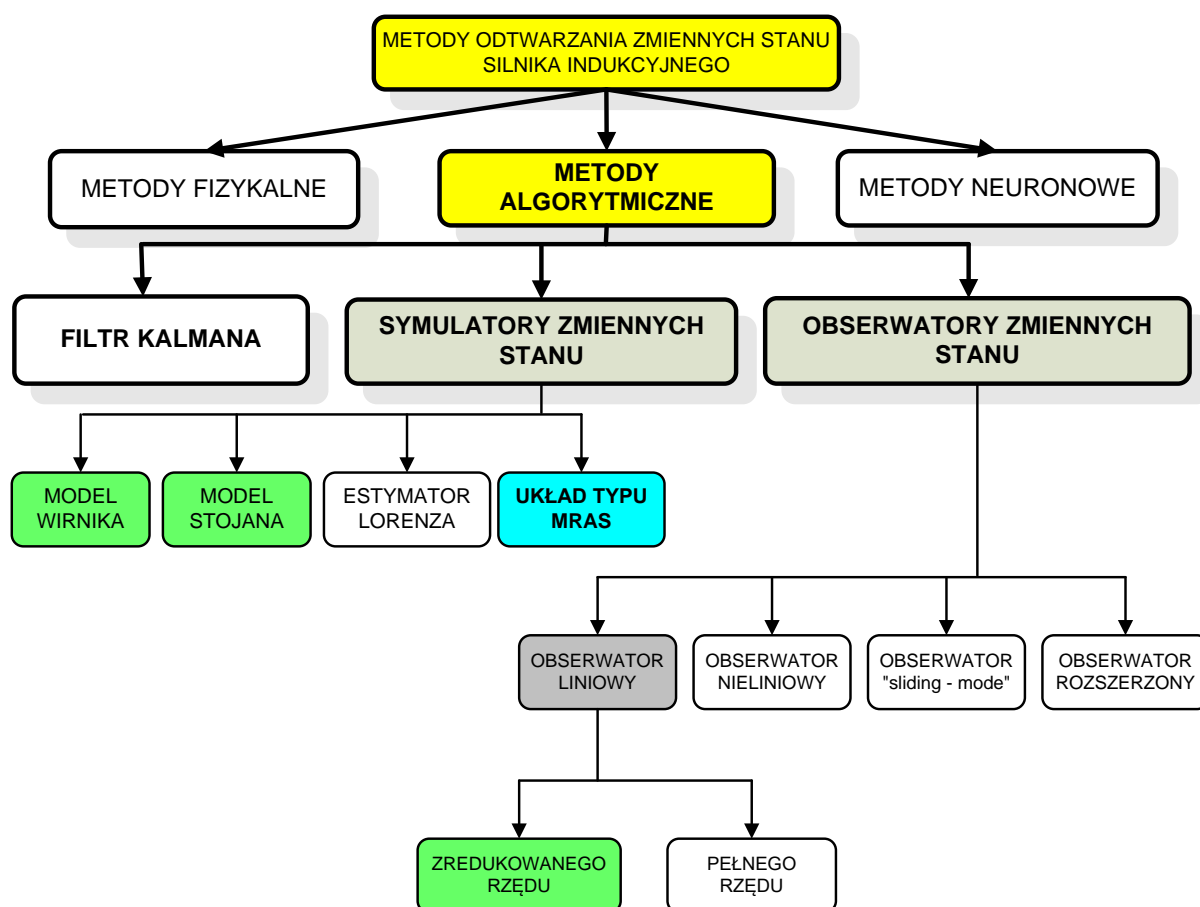 METODY ODTWARZANIA ZMIENNYCH STANU
SILNIKA INDUKCYJNEGO
METODY FIZYKALNE
METODY
ALGORYTMICZNE
METODY NEURONOWE
FILTR KALMANA
SYMULATORY ZMIENNYCH
STANU
OBSERWATORY ZMIENNYCH
STANU
MODEL
WIRNIKA
MODEL
STOJANA
ESTYMATOR
LORENZA
UKŁAD TYPU
MRAS
OBSERWATOR
LINIOWY
OBSERWATOR
NIELINIOWY
OBSERWATOR
"sliding - mode"
OBSERWATOR
ROZSZERZONY
ZREDUKOWANEGO
RZĘDU
PEŁNEGO
RZĘDU